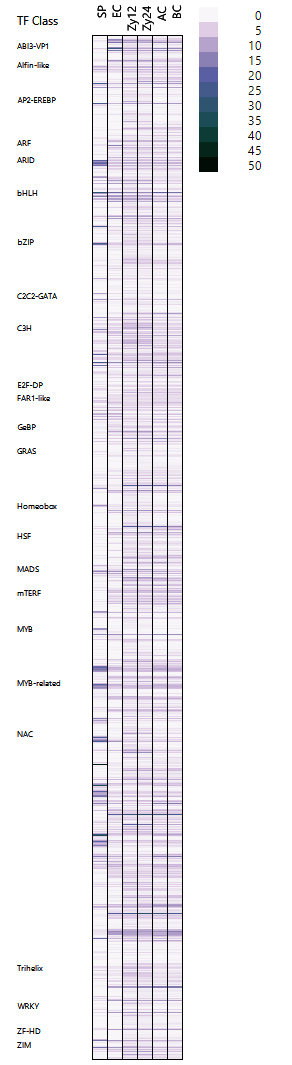 TF Class
SP
EC
Zy12
Zy24
AC
BC
0
5
10
15
20
25
30
35
40
45
50
ABI3-VP1
Alfin-like
AP2-EREBP
ARF
ARID
bHLH
bZIP
C2C2-GATA
C3H
E2F-DP
FAR1-like
GeBP
GRAS
Homeobox
HSF
MADS
mTERF
MYB
MYB-related
NAC
Trihelix
WRKY
ZF-HD
ZIM